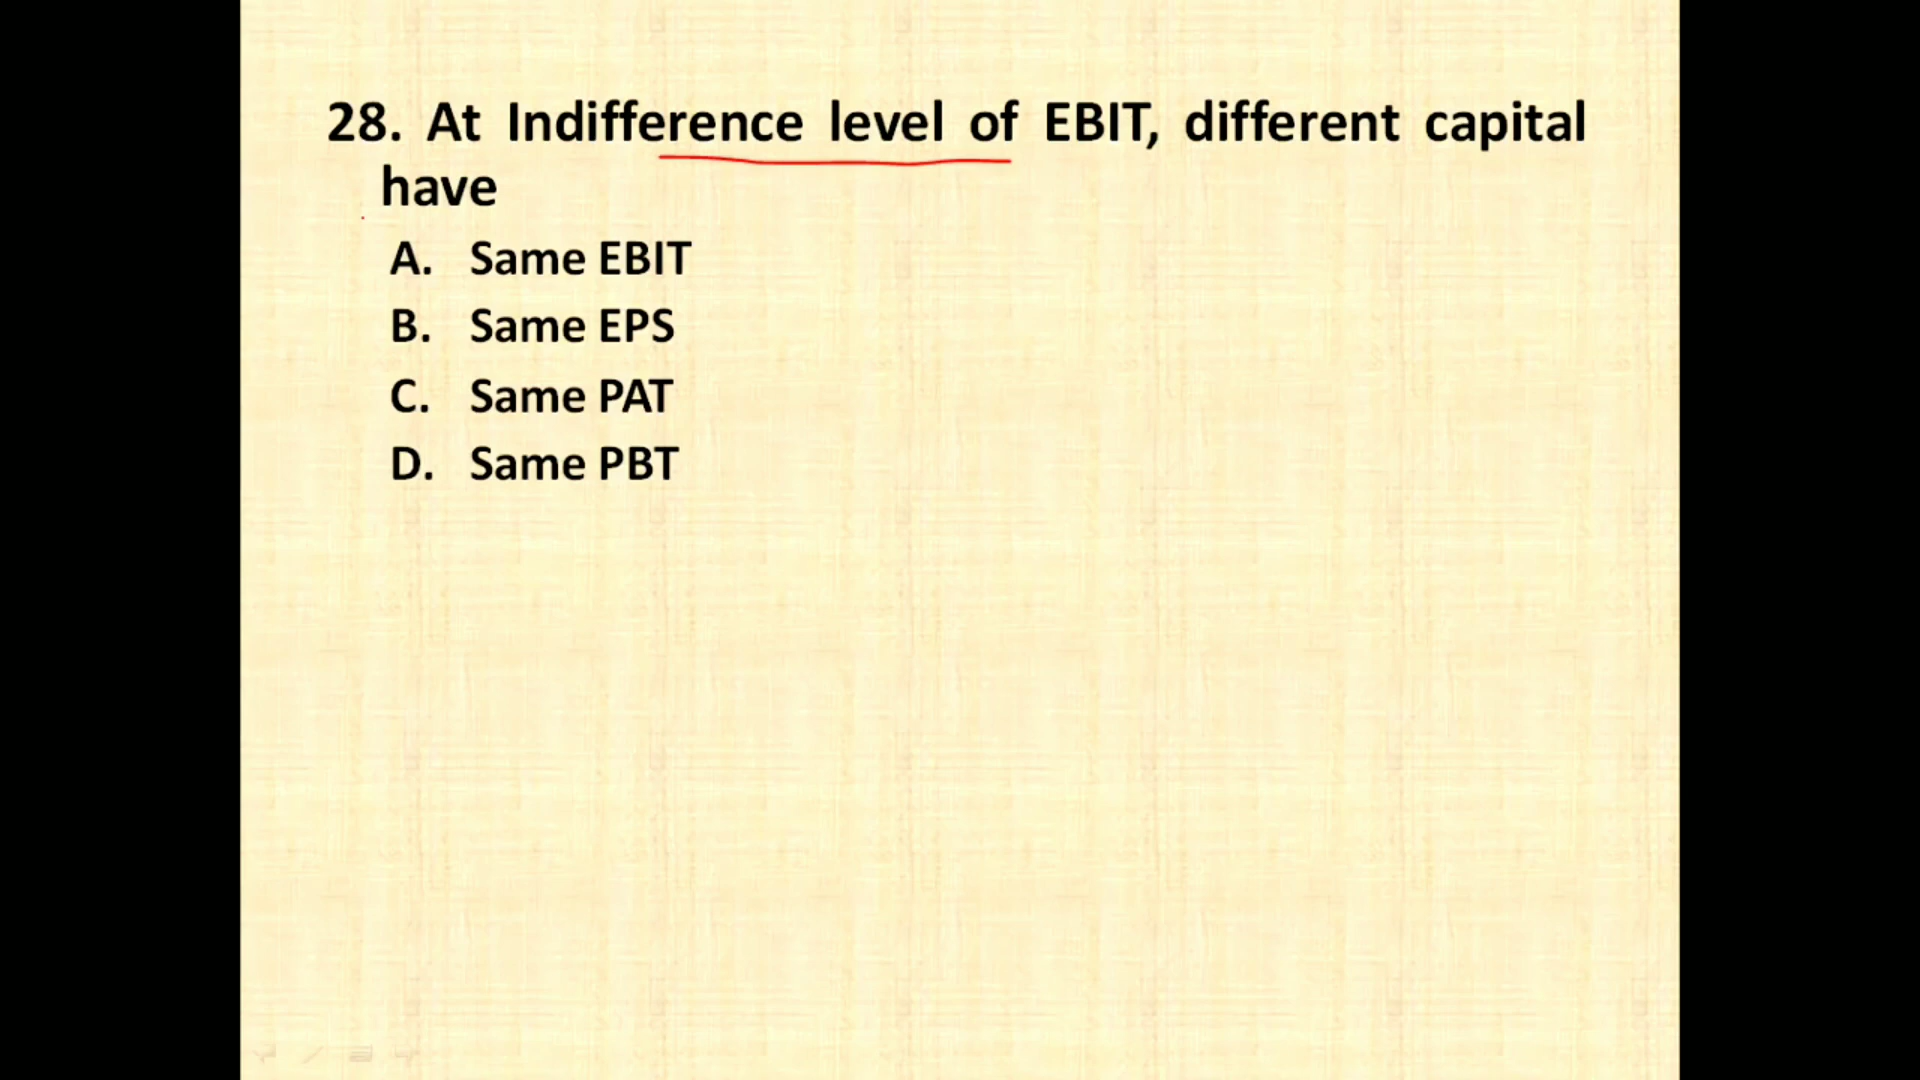 28. At Indifference level of EBIT, different capital
have
A. Same EBIT
B. Same EPS
C. Same PAT
D. Same PBT